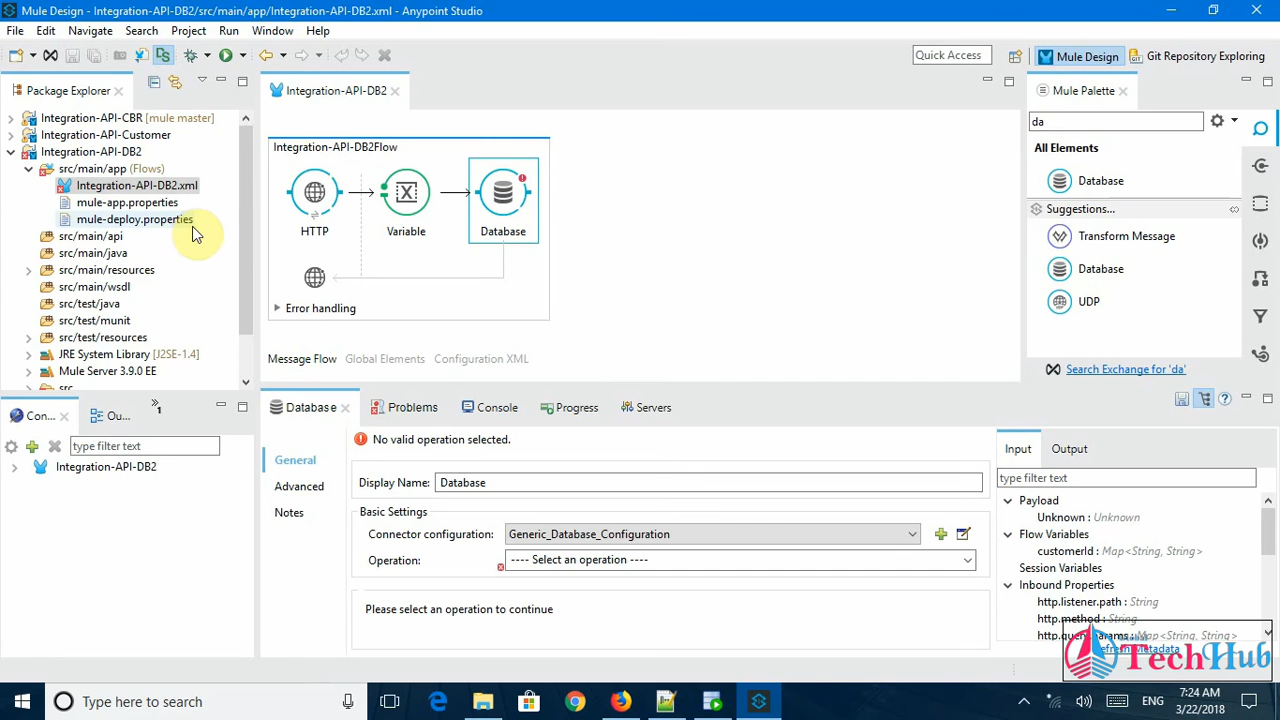 Mule Design - Integration-API-DB2/src/main/app/Integration-API-DB2.xml - Anypoint Studio
File Edit Navigate Search Project Run Window Help
Quick Access
Mule Design
Git Repository Exploring
Package Explorer
Integration-API-CBR [mule master]
Integration-API-Customer
Integration-API-DB2
src/main/app (Flows)
Integration-API-DB2.xml
mule-app.properties
mule-deploy.properties
src/main/api
src/main/java
src/main/resources
src/main/wsdl
src/test/java
src/test/munit
src/test/resources
JRE System Library [J2SE-1.4]
Mule Server 3.9.0 EE
src
Integration-API-DB2
Integration-API-DB2Flow
HTTP
Variable
Database
Error handling
Message Flow Global Elements Configuration XML
Mule Palette
da
All Elements
Database
Suggestions...
Transform Message
Database
UDP
Search Exchange for 'da'
Con...
Ou...
1
type filter text
Integration-API-DB2
Database
Problems
Console
Progress
Servers
General
Advanced
Notes
No valid operation selected.
Display Name: Database
Basic Settings
Connector configuration: Generic_Database_Configuration
Operation: ---- Select an operation ----
Please select an operation to continue
Input Output
type filter text
Payload
Unknown : Unknown
Flow Variables
customerId : Map<String, String>
Session Variables
Inbound Properties
http.listener.path : String
http.method : String
Global
TechHub
Type here to search
ENG
7:24 AM
3/22/2018